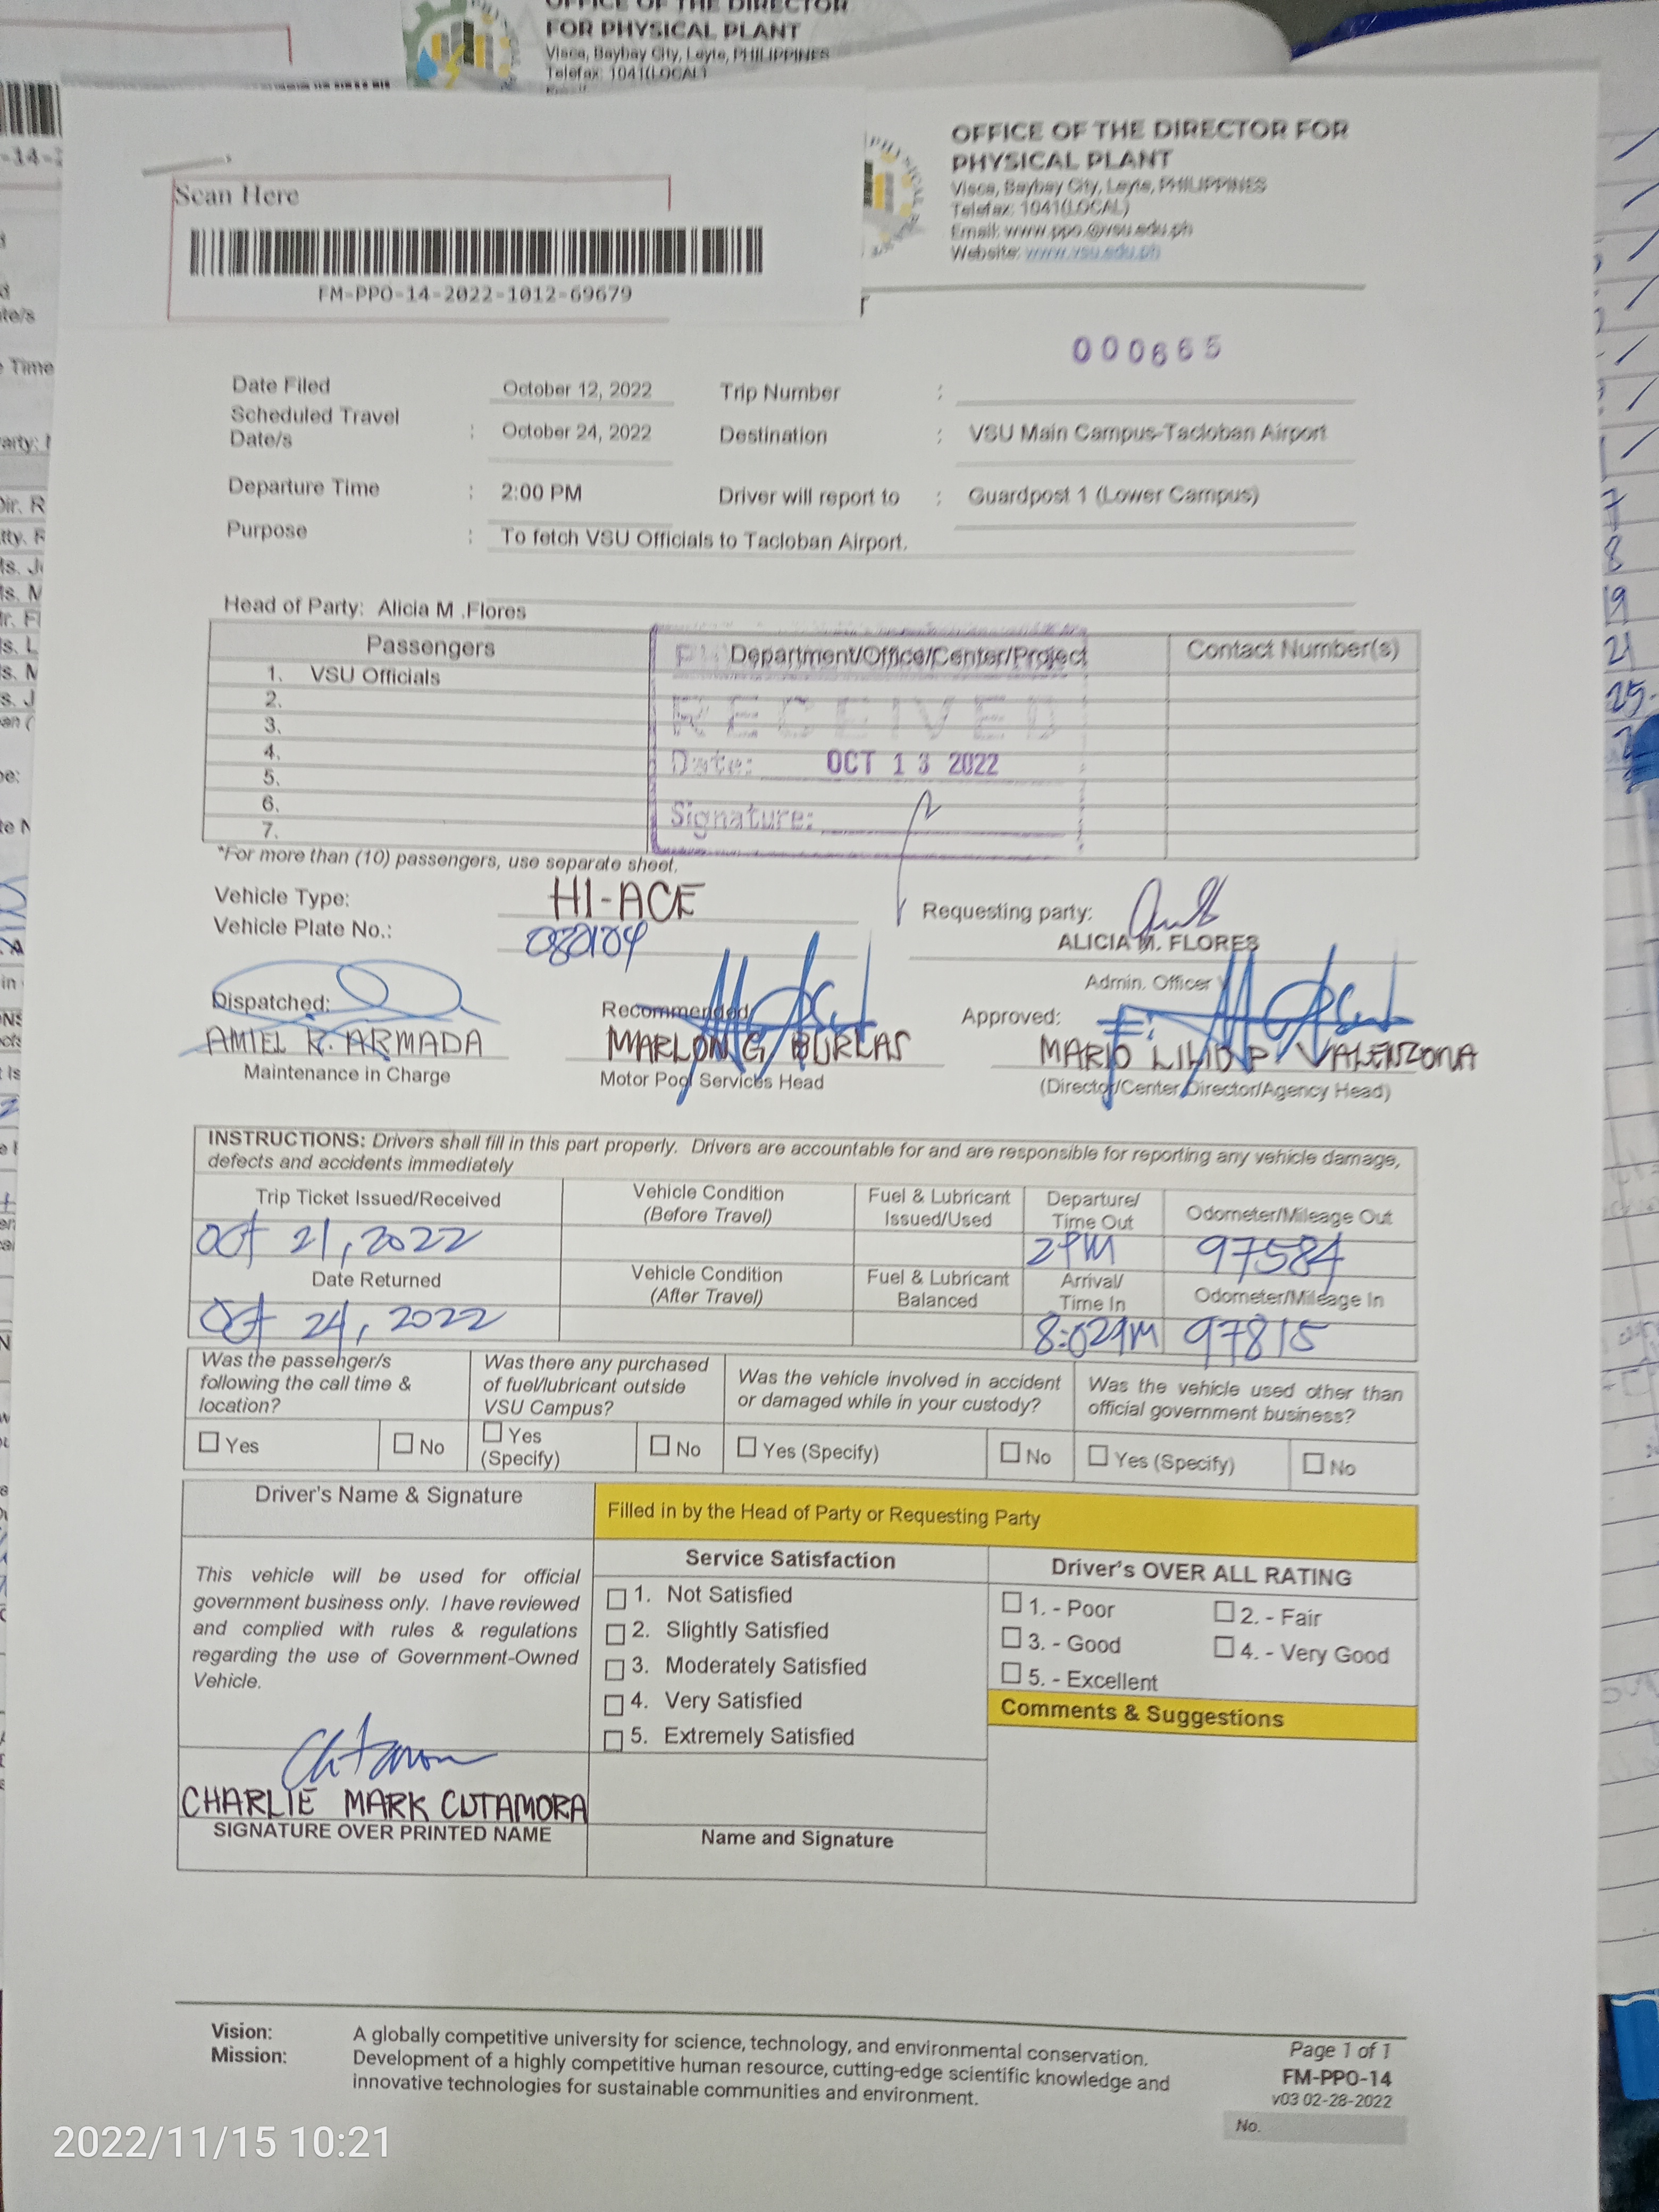 OFFICE OF THE DIRECTOR
FOR PHYSICAL PLANT
Visca, Baybay City, Leyte, PHILIPPINES
Telefax: 1041(LOCAL)
OFFICE OF THE DIRECTOR FOR
PHYSICAL PLANT
Visca, Baybay City, Leyte, PHILIPPINES
Telefax: 1041(LOCAL)
Email: www.ppo.@vsu.edu.ph
Website: www.vsu.edu.ph
Scan Here
FM-PPO-14-2022-1012-69679
000665
Date Filed October 12, 2022 Trip Number :
Scheduled Travel Date/s : October 24, 2022 Destination : VSU Main Campus-Tacloban Airport
Departure Time : 2:00 PM Driver will report to : Guardpost 1 (Lower Campus)
Purpose : To fetch VSU Officials to Tacloban Airport.
Head of Party: Alicia M .Flores
Passengers Department/Office/Center/Project Contact Number(s)
1. VSU Officials
2.
3.
4.
5.
6.
7.
RECEIVED
Date: OCT 13 2022
Signature:
*For more than (10) passengers, use separate sheet.
Vehicle Type: HI-ACE
Vehicle Plate No.: 080104
Requesting party:
ALICIA M. FLORES
Admin. Officer V
Dispatched: Recommended Approved:
AMIEL R. ARMADA MARLON G. BURLAS MARIO LILIO P. VALENZONA
Maintenance in Charge Motor Pool Services Head (Director/Center Director/Agency Head)
INSTRUCTIONS: Drivers shall fill in this part properly. Drivers are accountable for and are responsible for reporting any vehicle damage,
defects and accidents immediately
Trip Ticket Issued/Received Vehicle Condition (Before Travel) Fuel & Lubricant Issued/Used Departure/ Time Out Odometer/Mileage Out
Oct 21, 2022 2PM 97584
Date Returned Vehicle Condition (After Travel) Fuel & Lubricant Balanced Arrival/ Time In Odometer/Mileage In
Oct 24, 2022 97815
Was the passenger/s following the call time & location? Was there any purchased of fuel/lubricant outside VSU Campus? Was the vehicle involved in accident or damaged while in your custody? Was the vehicle used other than official government business?
Yes No Yes (Specify) No Yes (Specify) No Yes (Specify) No
Driver's Name & Signature
Filled in by the Head of Party or Requesting Party
Service Satisfaction Driver's OVER ALL RATING
This vehicle will be used for official
government business only. I have reviewed
and complied with rules & regulations
regarding the use of Government-Owned
Vehicle.
1. Not Satisfied
2. Slightly Satisfied
3. Moderately Satisfied
4. Very Satisfied
5. Extremely Satisfied
1. - Poor 2. - Fair
3. - Good 4. - Very Good
5. - Excellent
Comments & Suggestions
CHARLIE MARK CUTAMORA
SIGNATURE OVER PRINTED NAME
Name and Signature
Vision: A globally competitive university for science, technology, and environmental conservation.
Mission: Development of a highly competitive human resource, cutting-edge scientific knowledge and
innovative technologies for sustainable communities and environment.
Page 1 of 1
FM-PPO-14
v03 02-28-2022
No.
2022/11/15 10:21